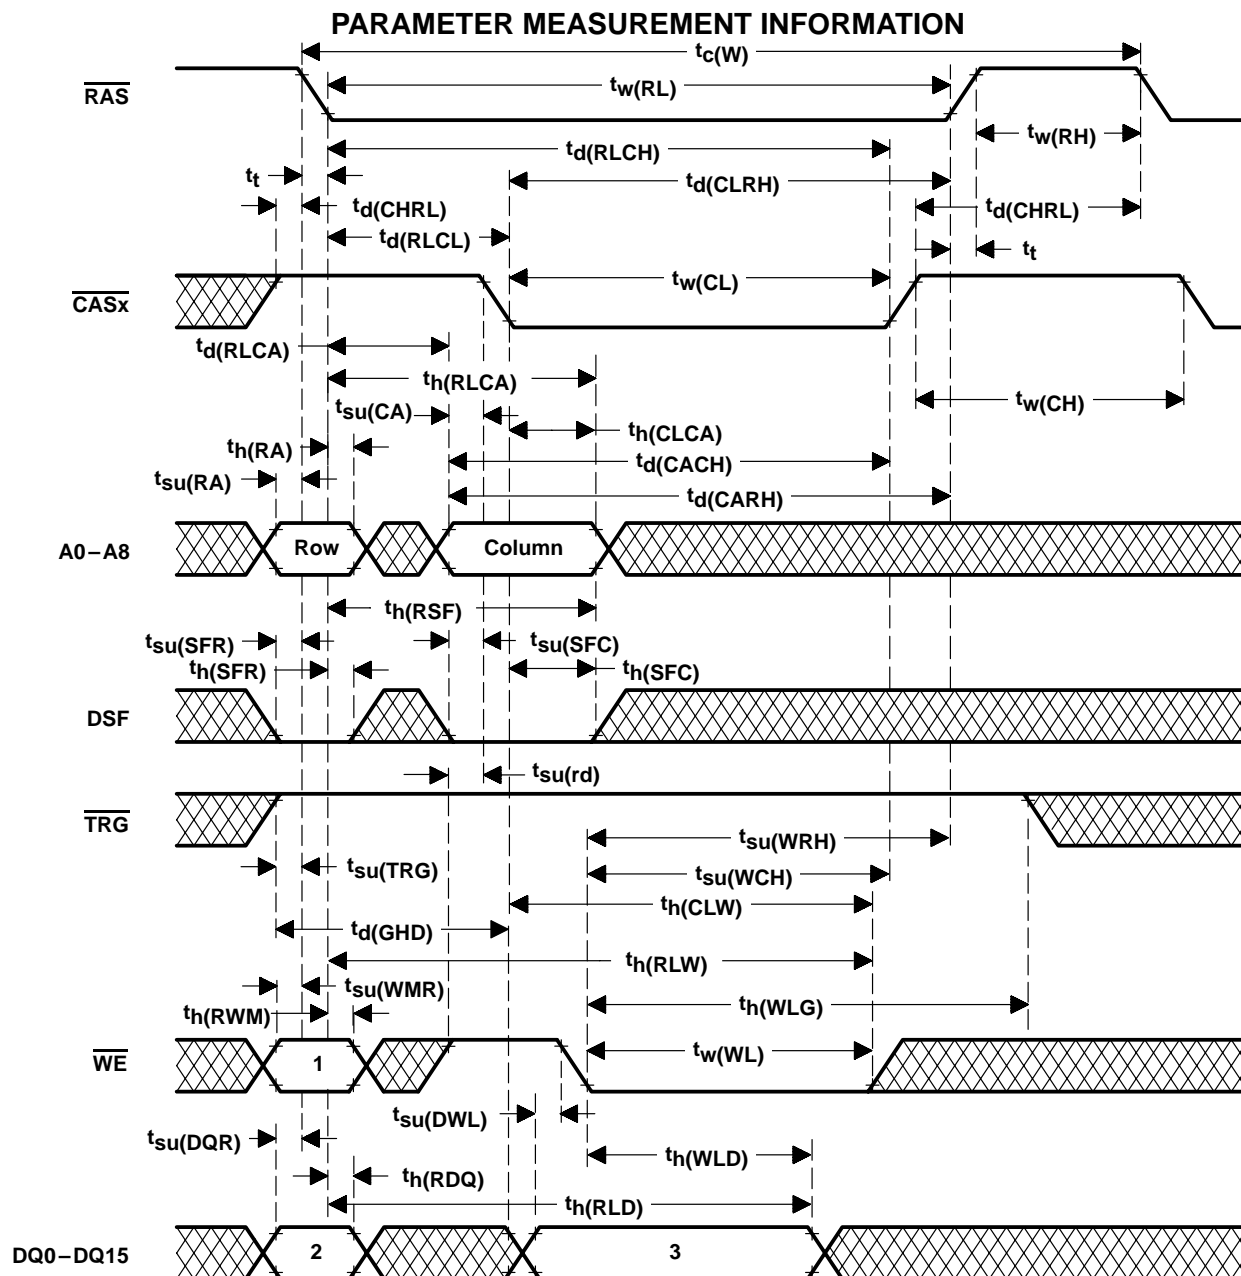 PARAMETER MEASUREMENT INFORMATION
tc(W)
RAS
tw(RL)
tw(RH)
td(RLCH)
tt
td(CLRH)
td(CHRL)
td(CHRL)
td(RLCL)
tt
CASx
tw(CL)
td(RLCA)
th(RLCA)
tw(CH)
tsu(CA)
th(CLCA)
th(RA)
td(CACH)
tsu(RA)
td(CARH)
A0–A8
Row
Column
th(RSF)
tsu(SFR)
tsu(SFC)
th(SFR)
th(SFC)
DSF
tsu(rd)
TRG
tsu(WRH)
tsu(TRG)
tsu(WCH)
th(CLW)
td(GHD)
th(RLW)
tsu(WMR)
th(WLG)
th(RWM)
WE
1
tw(WL)
tsu(DWL)
tsu(DQR)
th(WLD)
th(RDQ)
th(RLD)
DQ0–DQ15
2
3